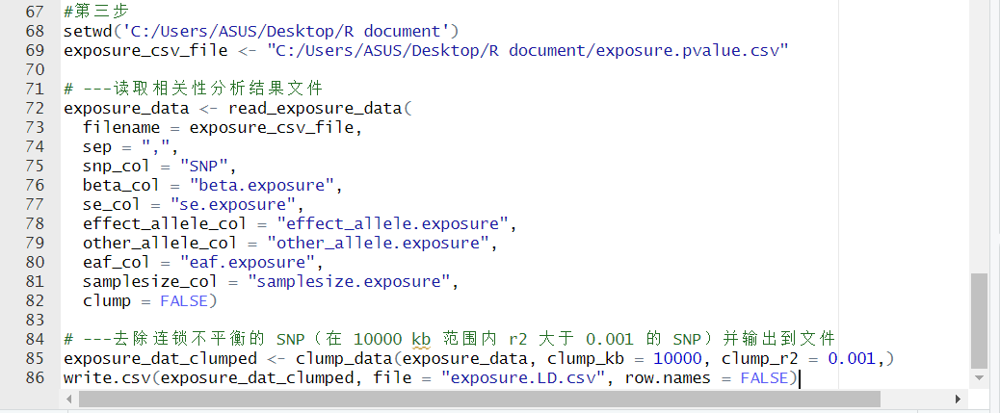 67 #第三步
68 setwd('C:/Users/ASUS/Desktop/R document')
69 exposure_csv_file <- "C:/Users/ASUS/Desktop/R document/exposure.pvalue.csv"
70
71 # ---读取相关性分析结果文件
72 exposure_data <- read_exposure_data(
73   filename = exposure_csv_file,
74   sep = ",",
75   snp_col = "SNP",
76   beta_col = "beta.exposure",
77   se_col = "se.exposure",
78   effect_allele_col = "effect_allele.exposure",
79   other_allele_col = "other_allele.exposure",
80   eaf_col = "eaf.exposure",
81   samplesize_col = "samplesize.exposure",
82   clump = FALSE)
83
84 # ---去除连锁不平衡的 SNP（在 10000 kb 范围内 r2 大于 0.001 的 SNP）并输出到文件
85 exposure_dat_clumped <- clump_data(exposure_data, clump_kb = 10000, clump_r2 = 0.001,)
86 write.csv(exposure_dat_clumped, file = "exposure.LD.csv", row.names = FALSE)